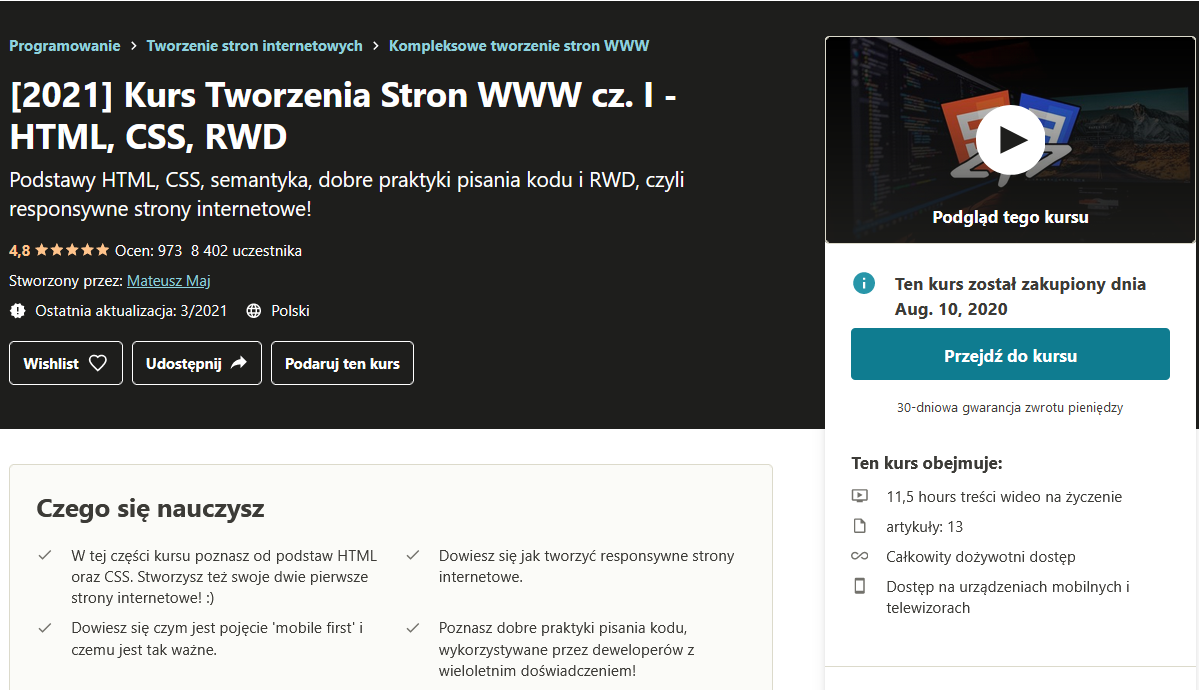 Programowanie > Tworzenie stron internetowych > Kompleksowe tworzenie stron WWW
[2021] Kurs Tworzenia Stron WWW cz. I -
HTML, CSS, RWD
Podstawy HTML, CSS, semantyka, dobre praktyki pisania kodu i RWD, czyli
responsywne strony internetowe!
4,8 Ocen: 973 8 402 uczestnika
Stworzony przez: Mateusz Maj
Ostatnia aktualizacja: 3/2021 Polski
Wishlist Udostępnij Podaruj ten kurs
Podgląd tego kursu
Ten kurs został zakupiony dnia
Aug. 10, 2020
Przejdź do kursu
30-dniowa gwarancja zwrotu pieniędzy
Ten kurs obejmuje:
11,5 hours treści wideo na życzenie
artykuły: 13
Całkowity dożywotni dostęp
Dostęp na urządzeniach mobilnych i
telewizorach
Czego się nauczysz
W tej części kursu poznasz od podstaw HTML
oraz CSS. Stworzysz też swoje dwie pierwsze
strony internetowe! :)
Dowiesz się jak tworzyć responsywne strony
internetowe.
Dowiesz się czym jest pojęcie 'mobile first' i
czemu jest tak ważne.
Poznasz dobre praktyki pisania kodu,
wykorzystywane przez deweloperów z
wieloletnim doświadczeniem!